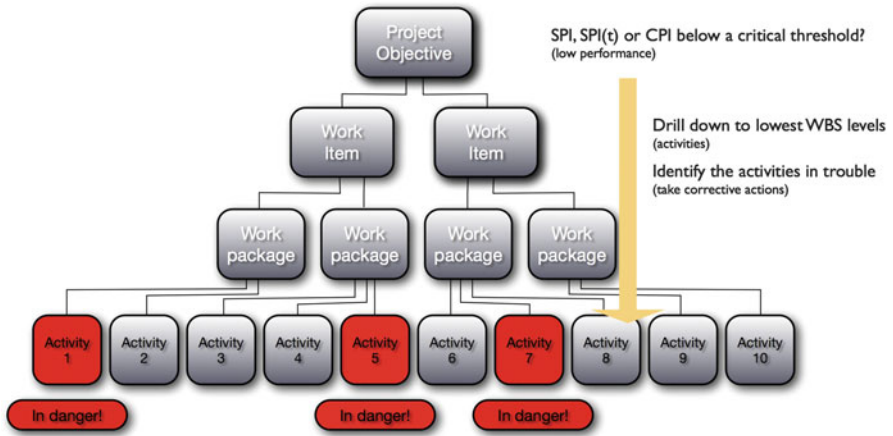 Project
Objective
SPI, SPI(t) or CPI below a critical threshold?
(low performance)
Work
Item
Work
Item
Drill down to lowest WBS levels
(activities)
Identify the activities in trouble
(take corrective actions)
Work
package
Work
package
Work
package
Work
package
Activity
1
Activity
2
Activity
3
Activity
4
Activity
5
Activity
6
Activity
7
Activity
8
Activity
9
Activity
10
In danger!
In danger!
In danger!